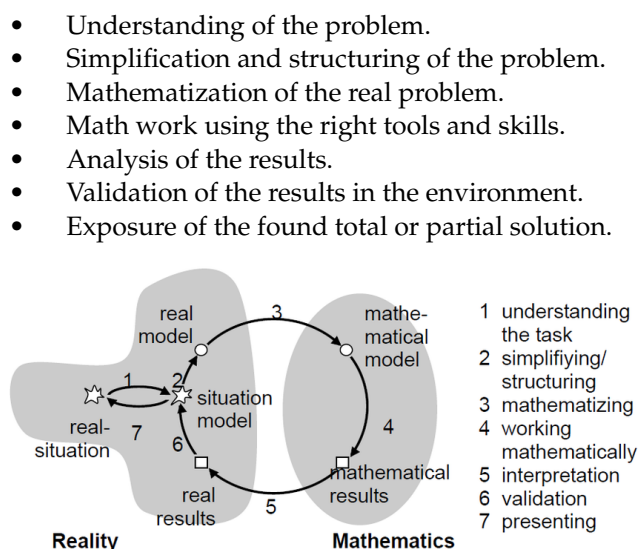 • Understanding of the problem.
• Simplification and structuring of the problem.
• Mathematization of the real problem.
• Math work using the right tools and skills.
• Analysis of the results.
• Validation of the results in the environment.
• Exposure of the found total or partial solution.
real
model
3
mathe-
matical
model
1
2
situation
model
real-
situation
7
6
4
real
results
5
mathematical
results
Reality
Mathematics
1 understanding
the task
2 simplifiying/
structuring
3 mathematizing
4 working
mathematically
5 interpretation
6 validation
7 presenting